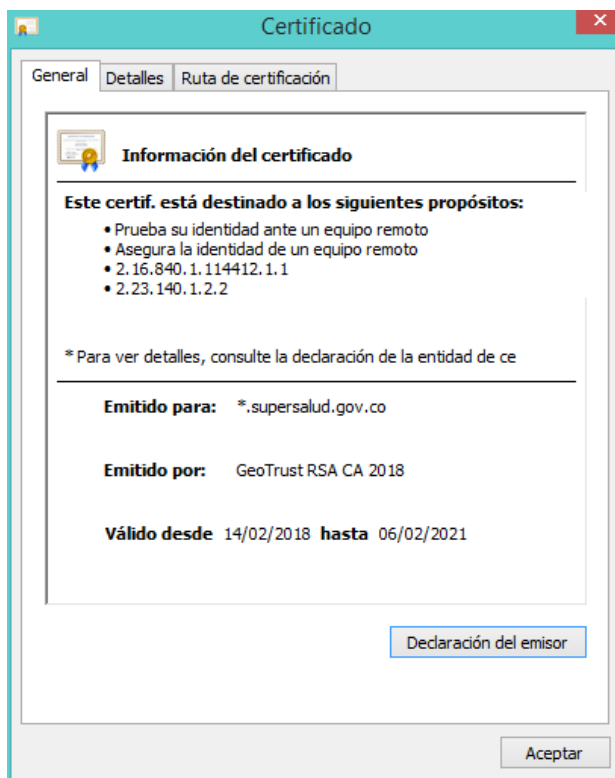 Certificado
General Detalles Ruta de certificación
Información del certificado
Este certif. está destinado a los siguientes propósitos:
• Prueba su identidad ante un equipo remoto
• Asegura la identidad de un equipo remoto
• 2.16.840.1.114412.1.1
• 2.23.140.1.2.2
* Para ver detalles, consulte la declaración de la entidad de ce
Emitido para: *.supersalud.gov.co
Emitido por: GeoTrust RSA CA 2018
Válido desde 14/02/2018 hasta 06/02/2021
Declaración del emisor
Aceptar